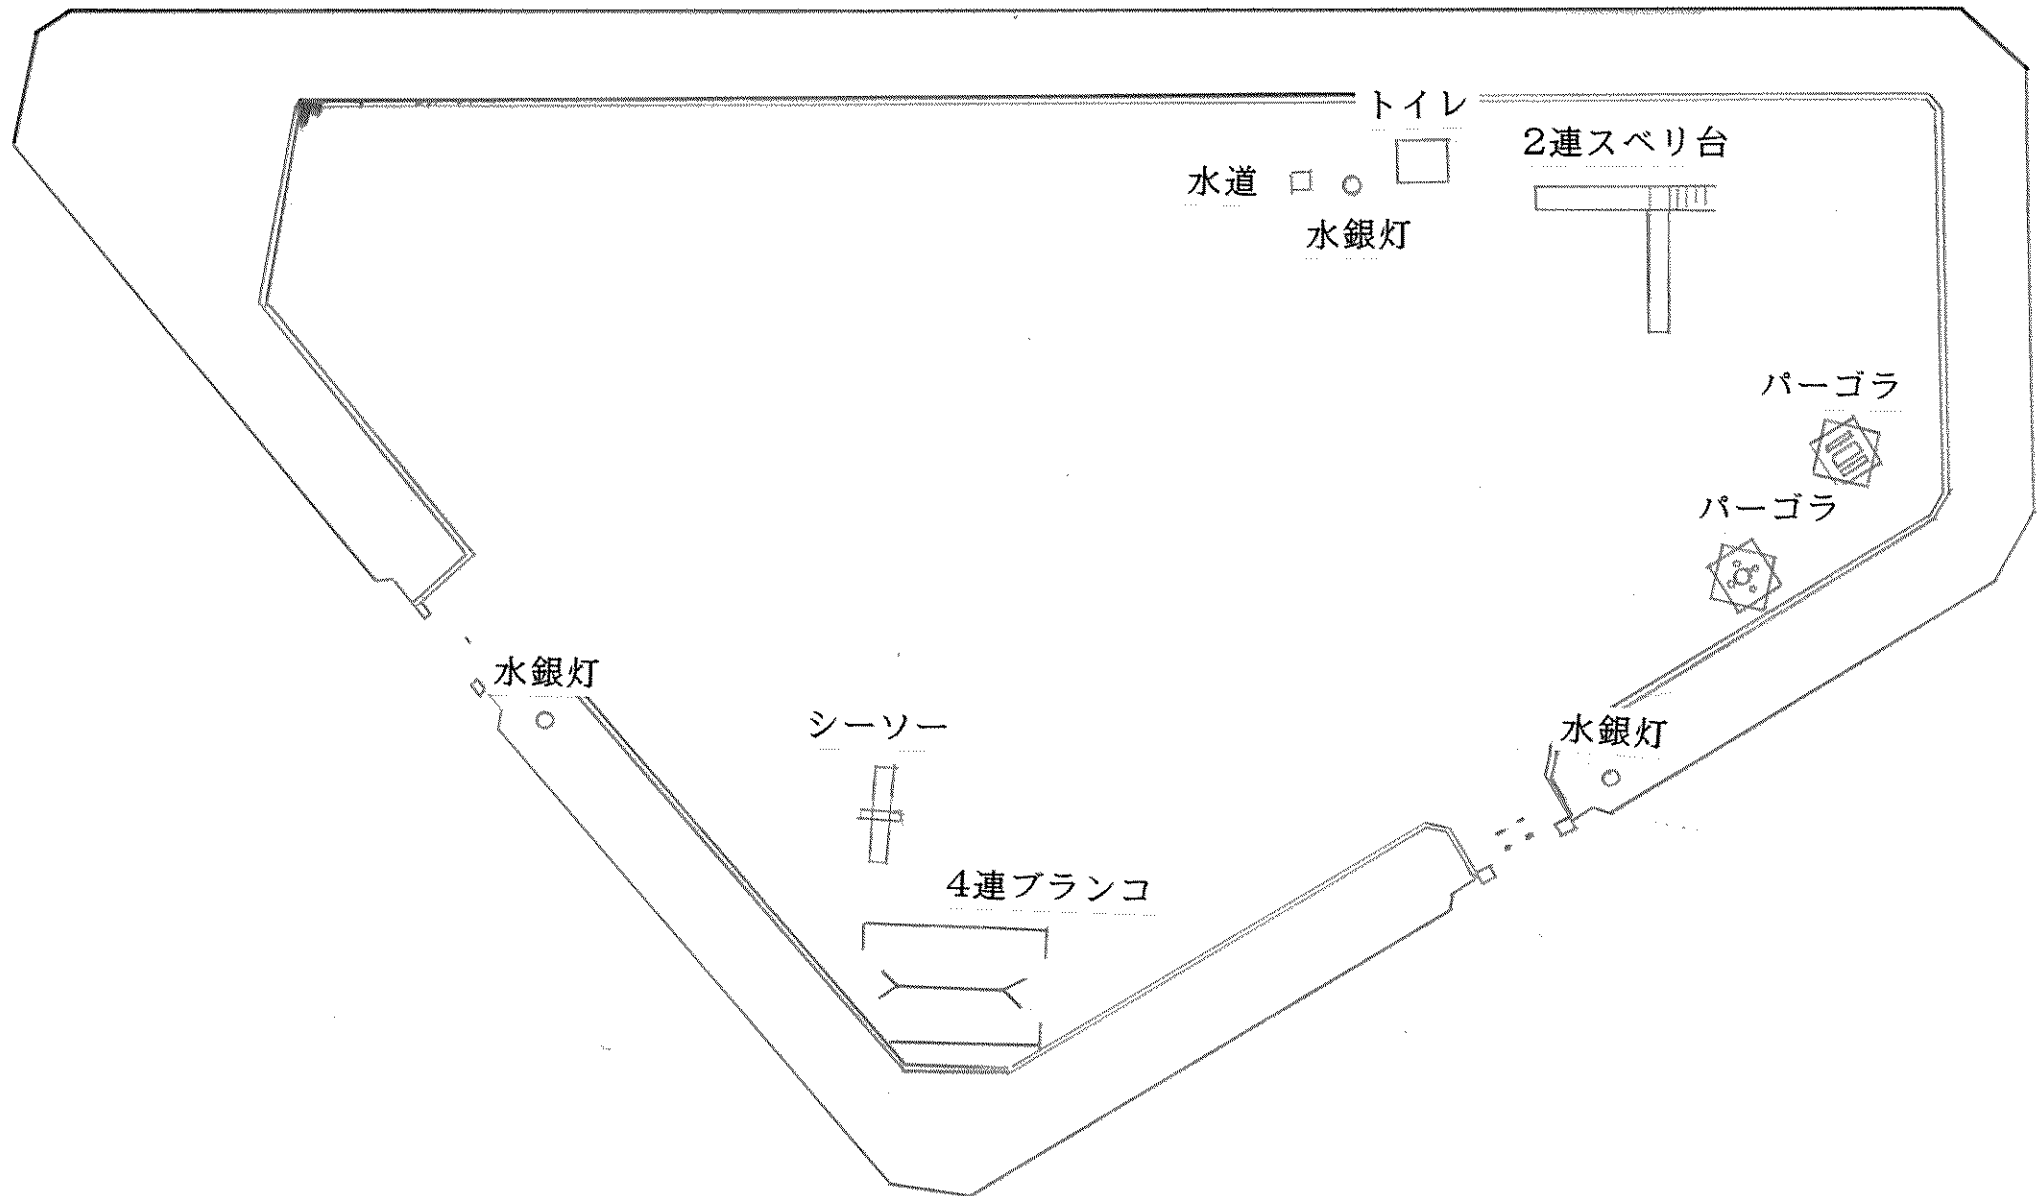 トイレ
2連スベリ台
水道
水銀灯
パーゴラ
パーゴラ
水銀灯
シーソー
水銀灯
4連ブランコ